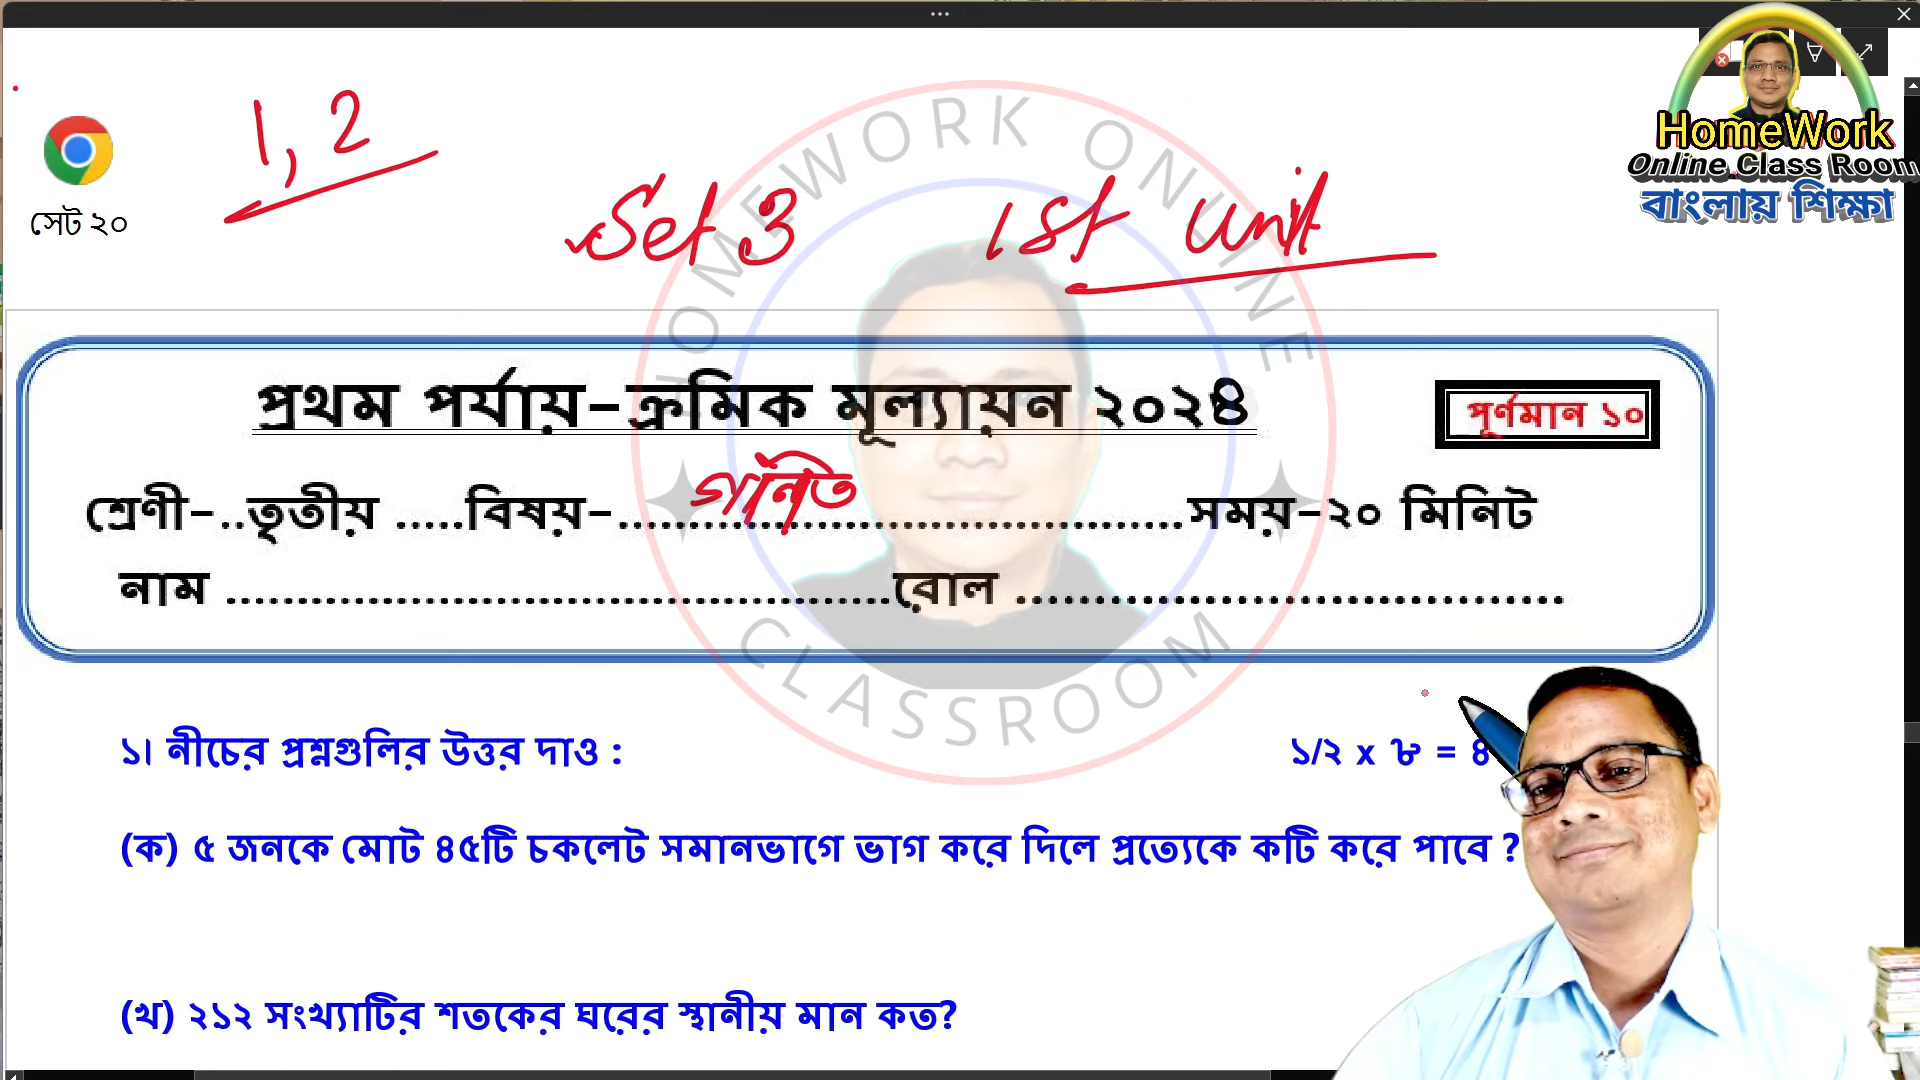 1, 2
সেট ২০
Set 3 1st unit
HOMEWORK ONLINE
CLASSROOM
HomeWork
Online Class Room
বাংলায় শিক্ষা
প্রথম পর্যায়-ক্রমিক মূল্যায়ন ২০২৪
পূর্ণমান ১০
শ্রেণী-..তৃতীয় .....বিষয়-.....গনিত.....সময়-২০ মিনিট
নাম ..........রোল ..........
১। নীচের প্রশ্নগুলির উত্তর দাও : ১/২ x ৮ = ৪
(ক) ৫ জনকে মোট ৪৫টি চকলেট সমানভাগে ভাগ করে দিলে প্রত্যেকে কটি করে পাবে ?
(খ) ২১২ সংখ্যাটির শতকের ঘরের স্থানীয় মান কত?